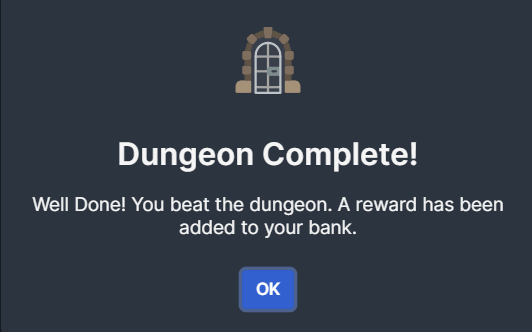 Dungeon Complete!
Well Done! You beat the dungeon. A reward has been
added to your bank.
OK